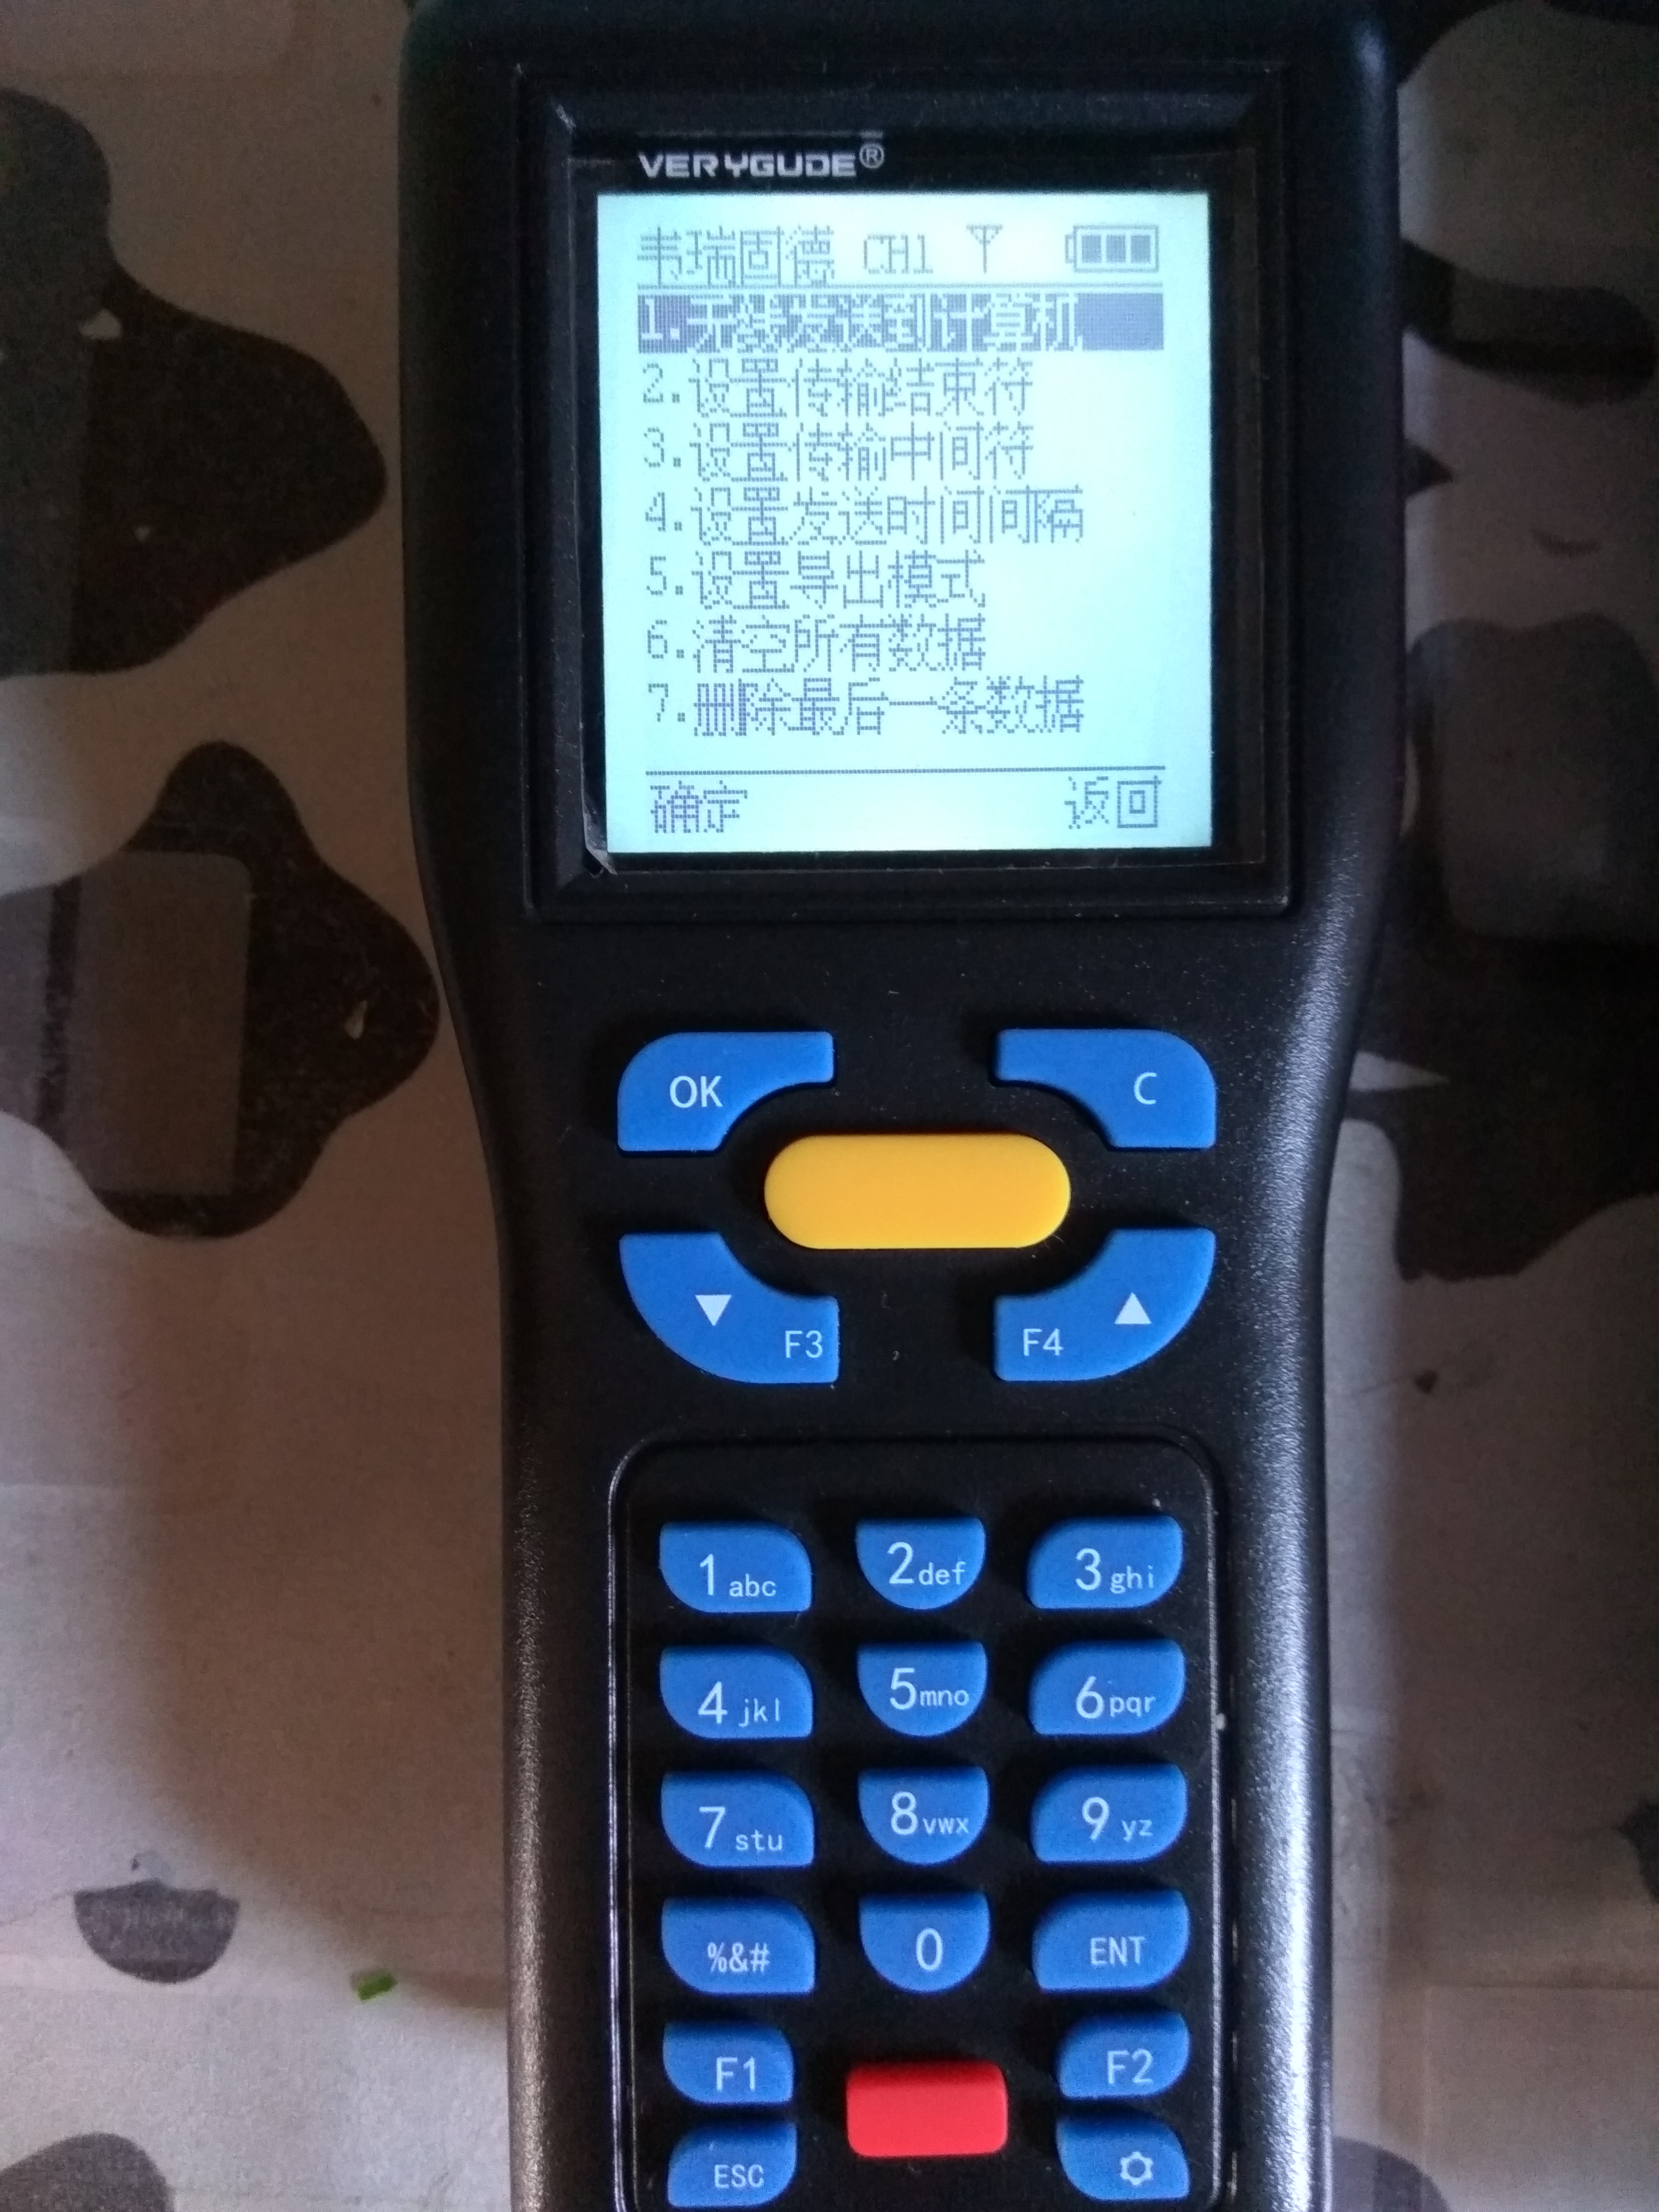 VERYGUDE®
韦瑞固德 CH1
1.无线发送到计算机
2.设置传输结束符
3.设置传输中间符
4.设置发送时间间隔
5.设置导出模式
6.清空所有数据
7.删除最后一条数据
确定 返回
OK C
F3 F4
1abc 2def 3ghi
4jkl 5mno 6pqr
7stu 8vwx 9yz
%&# 0 ENT
F1 F2
ESC